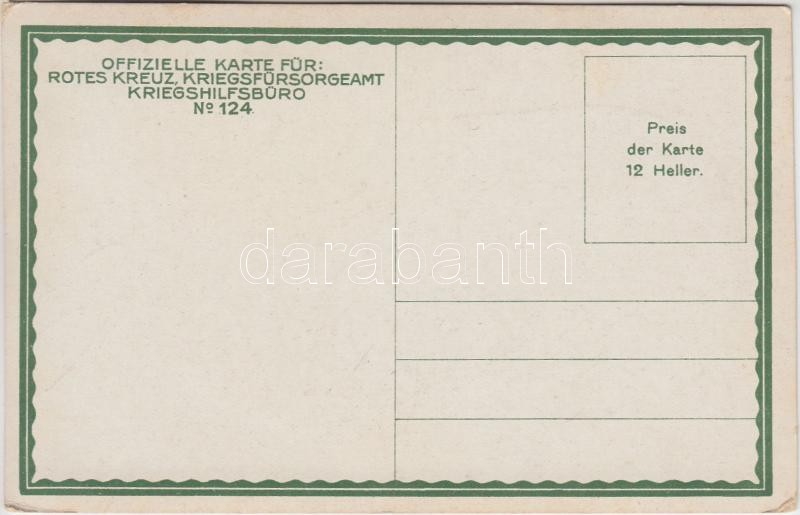 OFFIZIELLE KARTE FÜR:
ROTES KREUZ, KRIEGSFÜRSORGEAMT
KRIEGSHILFSBÜRO
No 124.
Preis
der Karte
12 Heller.
darabanth